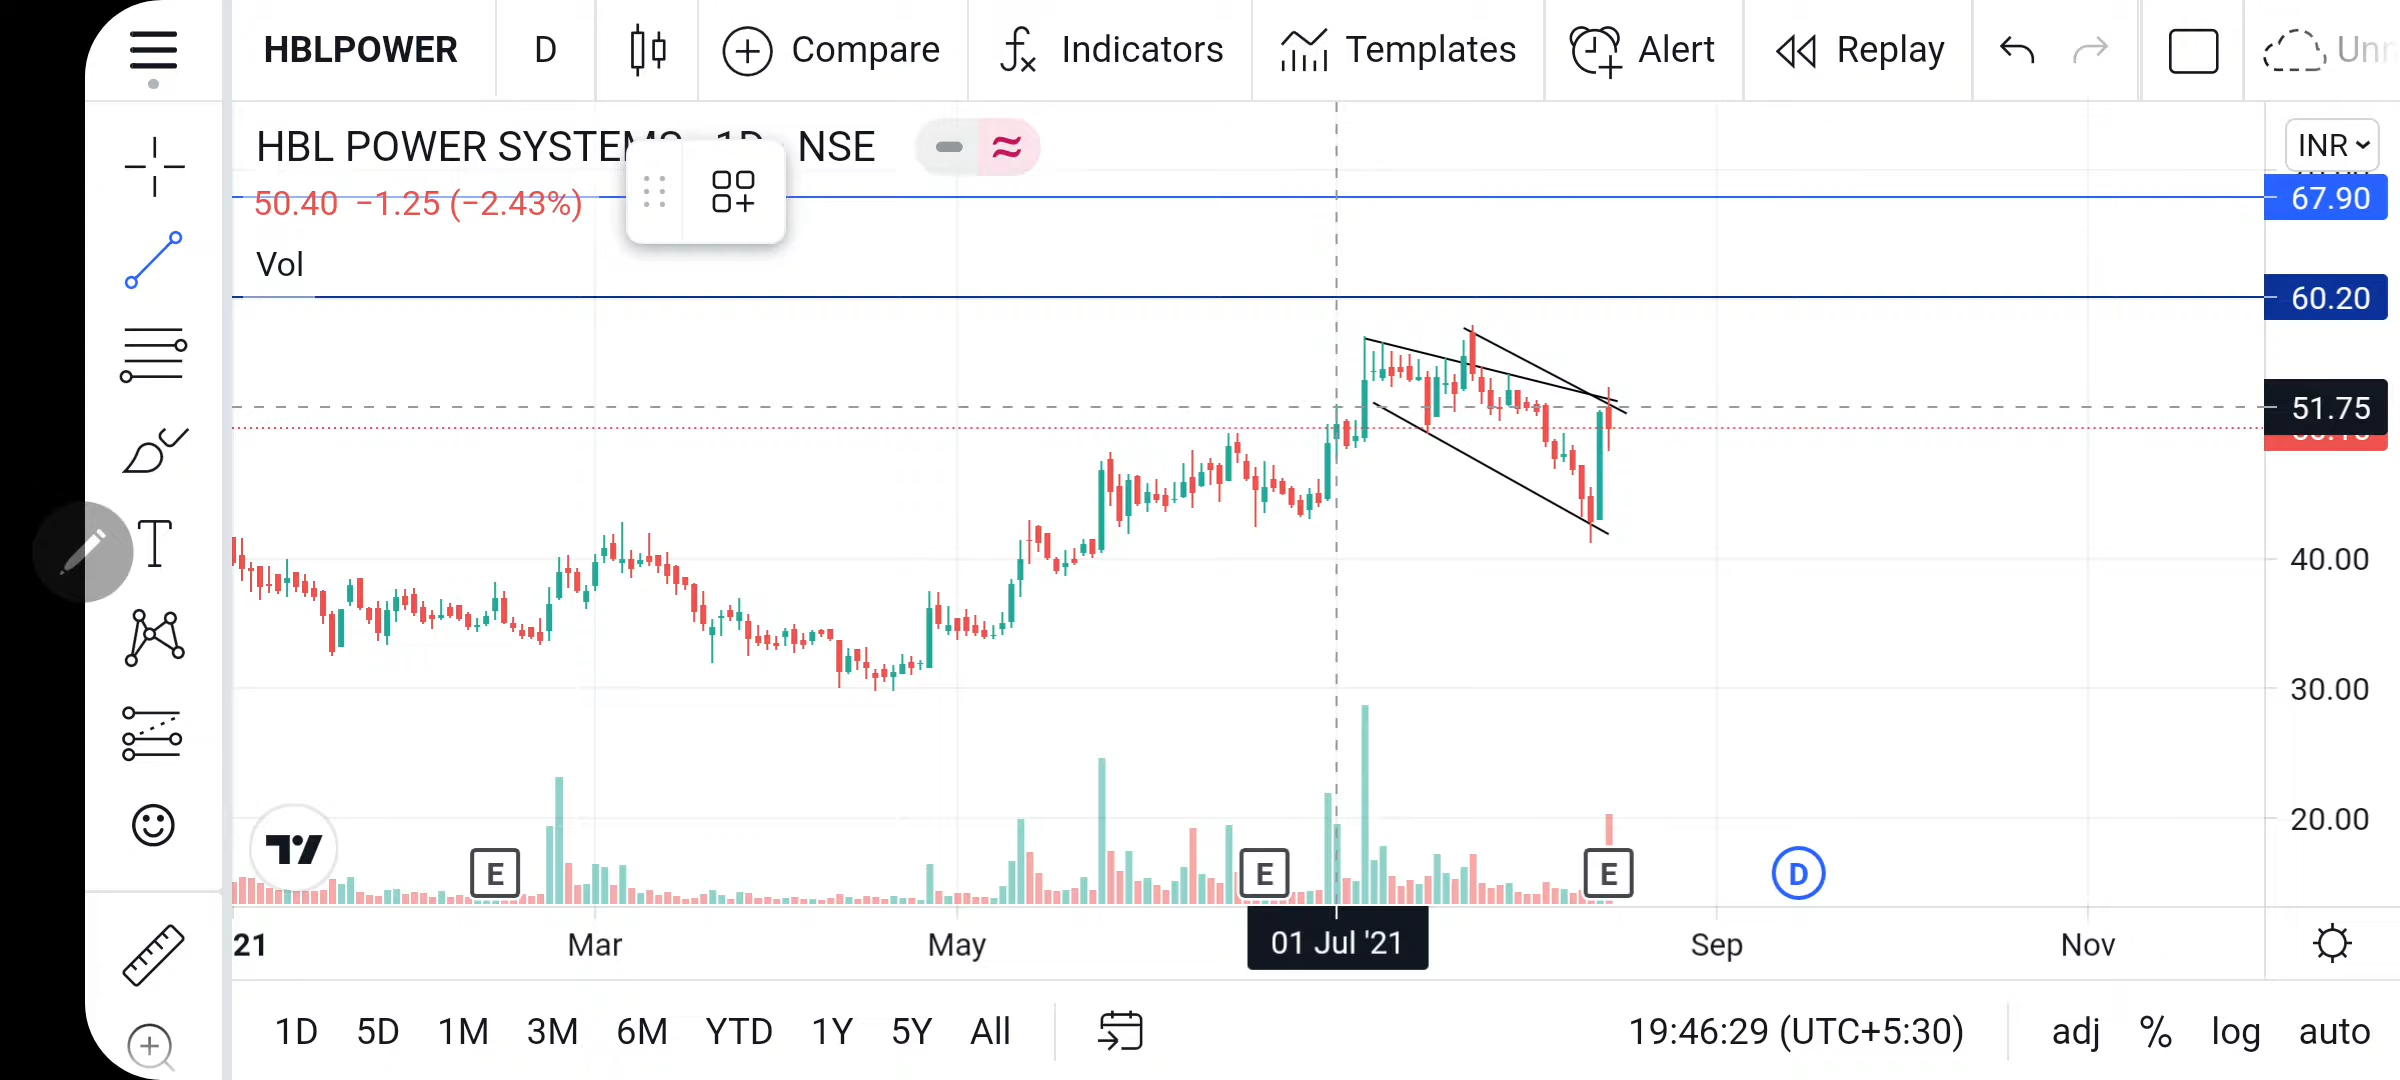 HBLPOWER D Compare Indicators Templates Alert Replay
HBL POWER SYSTEMS 1D NSE
INR
50.40 −1.25 (−2.43%)
67.90
Vol
60.20
51.75
40.00
30.00
20.00
E E E D
21 Mar May 01 Jul '21 Sep Nov
1D 5D 1M 3M 6M YTD 1Y 5Y All 19:46:29 (UTC+5:30) adj % log auto